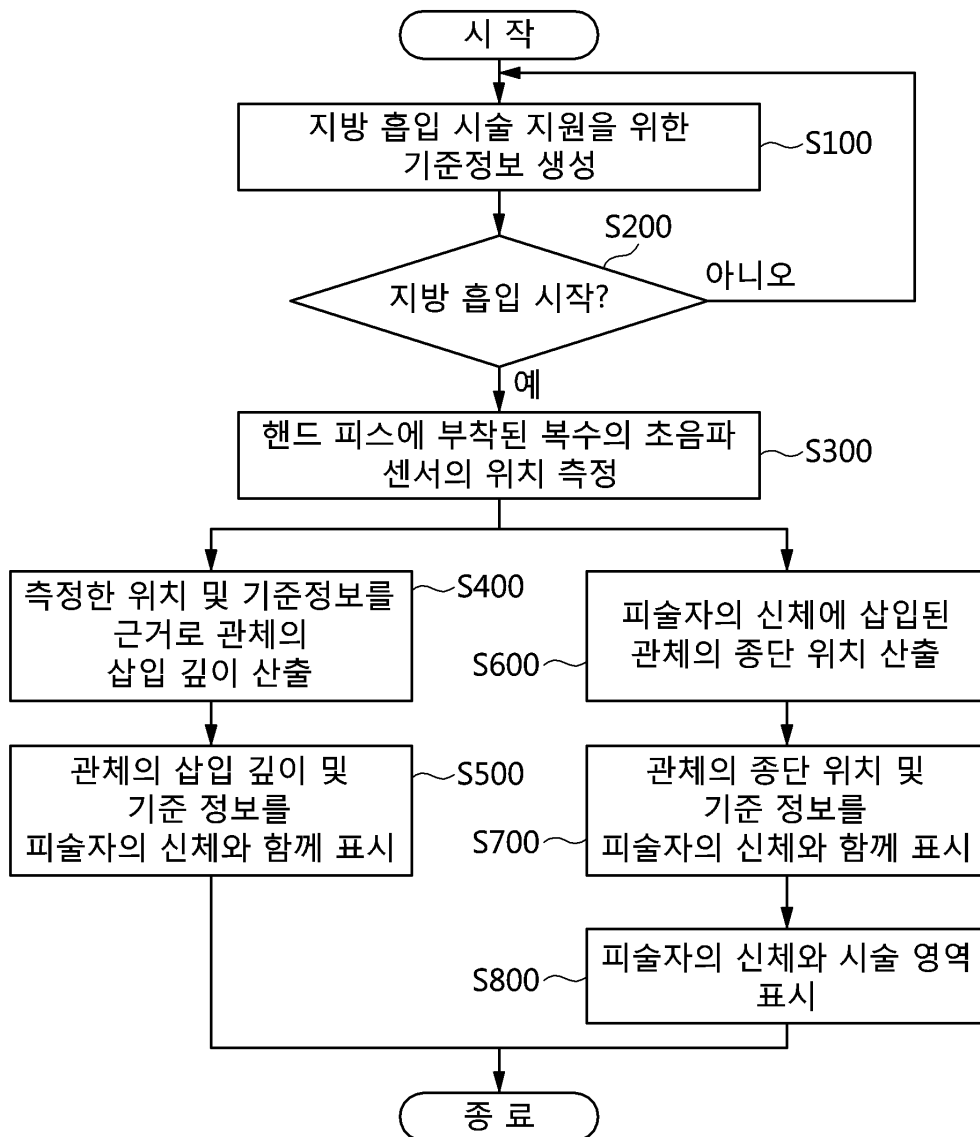 시 작
지방 흡입 시술 지원을 위한
기준정보 생성
S100
S200
지방 흡입 시작?
아니오
예
핸드 피스에 부착된 복수의 초음파
센서의 위치 측정
S300
측정한 위치 및 기준정보를
근거로 관체의
삽입 깊이 산출
S400
관체의 삽입 깊이 및
기준 정보를
피술자의 신체와 함께 표시
S500
피술자의 신체에 삽입된
관체의 종단 위치 산출
S600
관체의 종단 위치 및
기준 정보를
피술자의 신체와 함께 표시
S700
피술자의 신체와 시술 영역
표시
S800
종 료